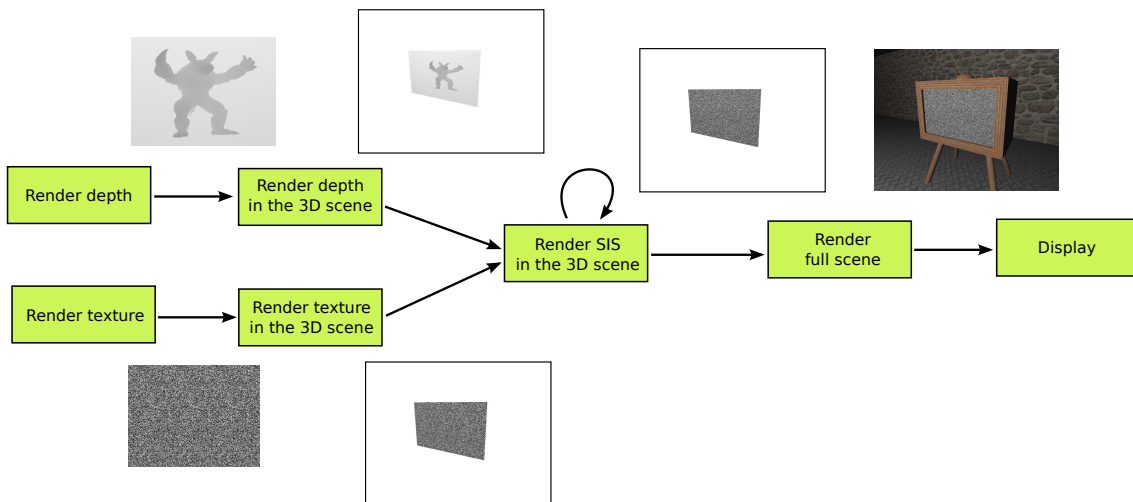 Render depth
Render depth
in the 3D scene
Render SIS
in the 3D scene
Render
full scene
Display
Render texture
Render texture
in the 3D scene